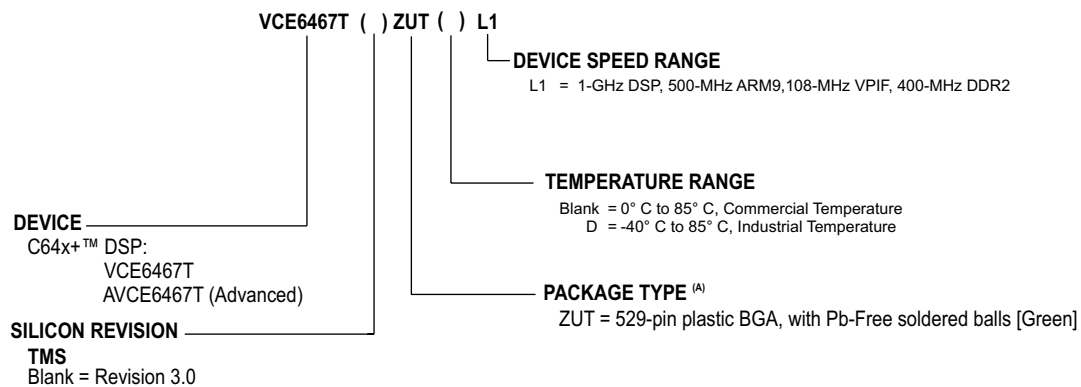 VCE6467T ( ) ZUT ( ) L1
DEVICE SPEED RANGE
L1 = 1-GHz DSP, 500-MHz ARM9,108-MHz VPIF, 400-MHz DDR2
TEMPERATURE RANGE
Blank = 0° C to 85° C, Commercial Temperature
D = -40° C to 85° C, Industrial Temperature
DEVICE
C64x+™ DSP:
VCE6467T
AVCE6467T (Advanced)
PACKAGE TYPE (A)
ZUT = 529-pin plastic BGA, with Pb-Free soldered balls [Green]
SILICON REVISION
TMS
Blank = Revision 3.0